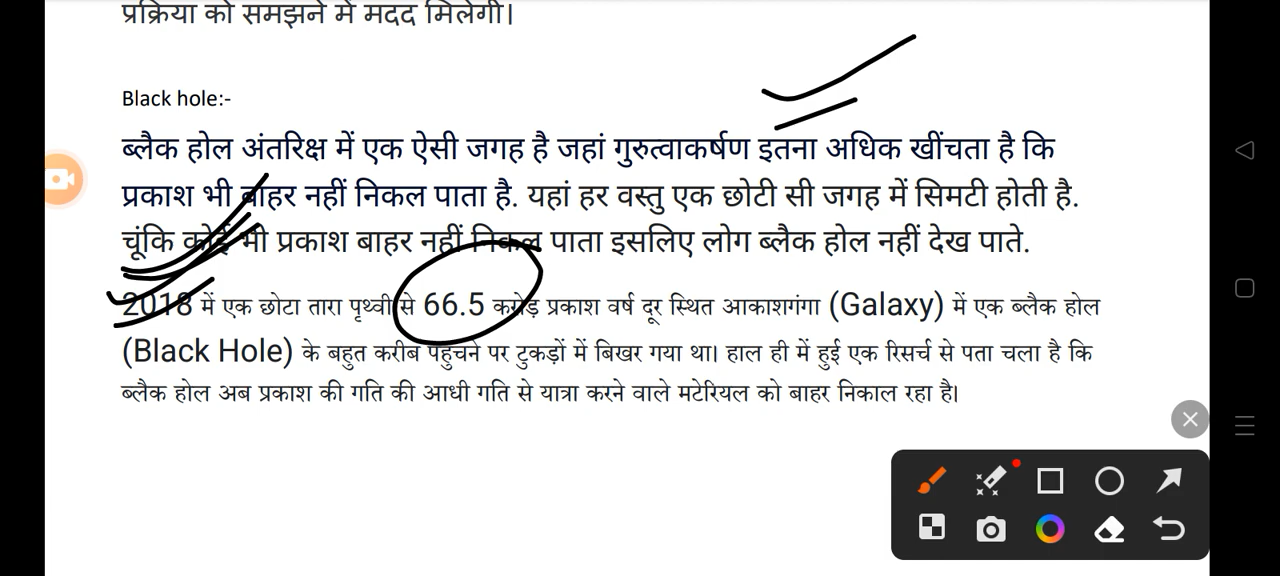 प्रक्रिया को समझने में मदद मिलेगी।
Black hole:-
ब्लैक होल अंतरिक्ष में एक ऐसी जगह है जहां गुरुत्वाकर्षण इतना अधिक खींचता है कि
प्रकाश भी बाहर नहीं निकल पाता है. यहां हर वस्तु एक छोटी सी जगह में सिमटी होती है.
चूंकि कोई भी प्रकाश बाहर नहीं निकल पाता इसलिए लोग ब्लैक होल नहीं देख पाते.
2018 में एक छोटा तारा पृथ्वी से 66.5 करोड़ प्रकाश वर्ष दूर स्थित आकाशगंगा (Galaxy) में एक ब्लैक होल
(Black Hole) के बहुत करीब पहुंचने पर टुकड़ों में बिखर गया था। हाल ही में हुई एक रिसर्च से पता चला है कि
ब्लैक होल अब प्रकाश की गति की आधी गति से यात्रा करने वाले मटेरियल को बाहर निकाल रहा है।